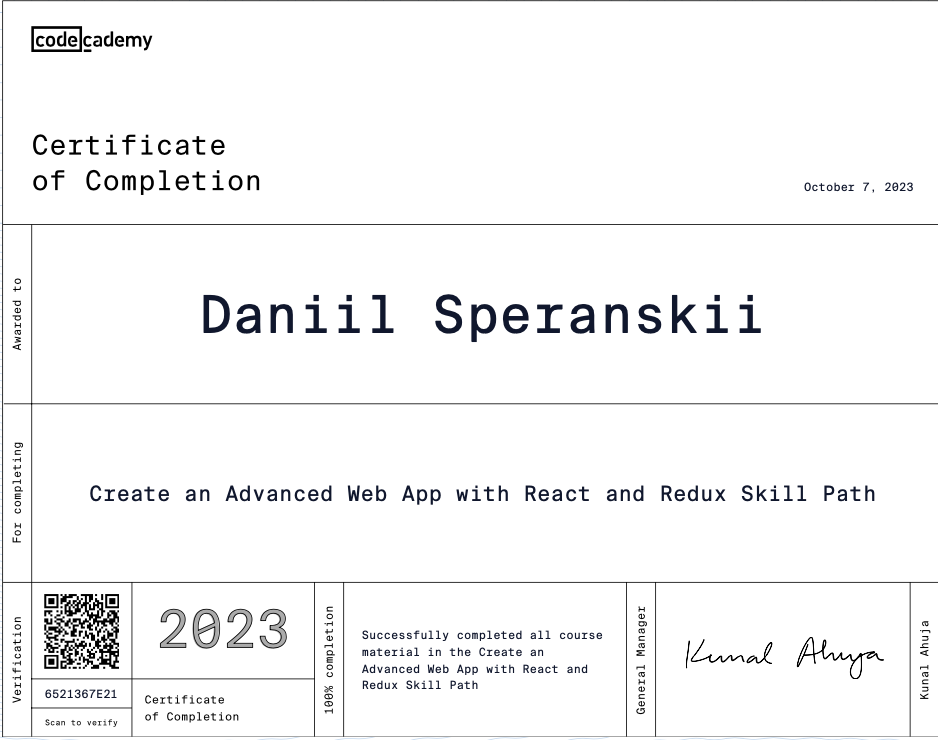 codecademy
Certificate
of Completion
October 7, 2023
Awarded to
Daniil Speranskii
For completing
Create an Advanced Web App with React and Redux Skill Path
Verification
6521367E21
Scan to verify
2023
Certificate
of Completion
100% completion
Successfully completed all course
material in the Create an
Advanced Web App with React and
Redux Skill Path
General Manager
Kunal Ahuja
Kunal Ahuja